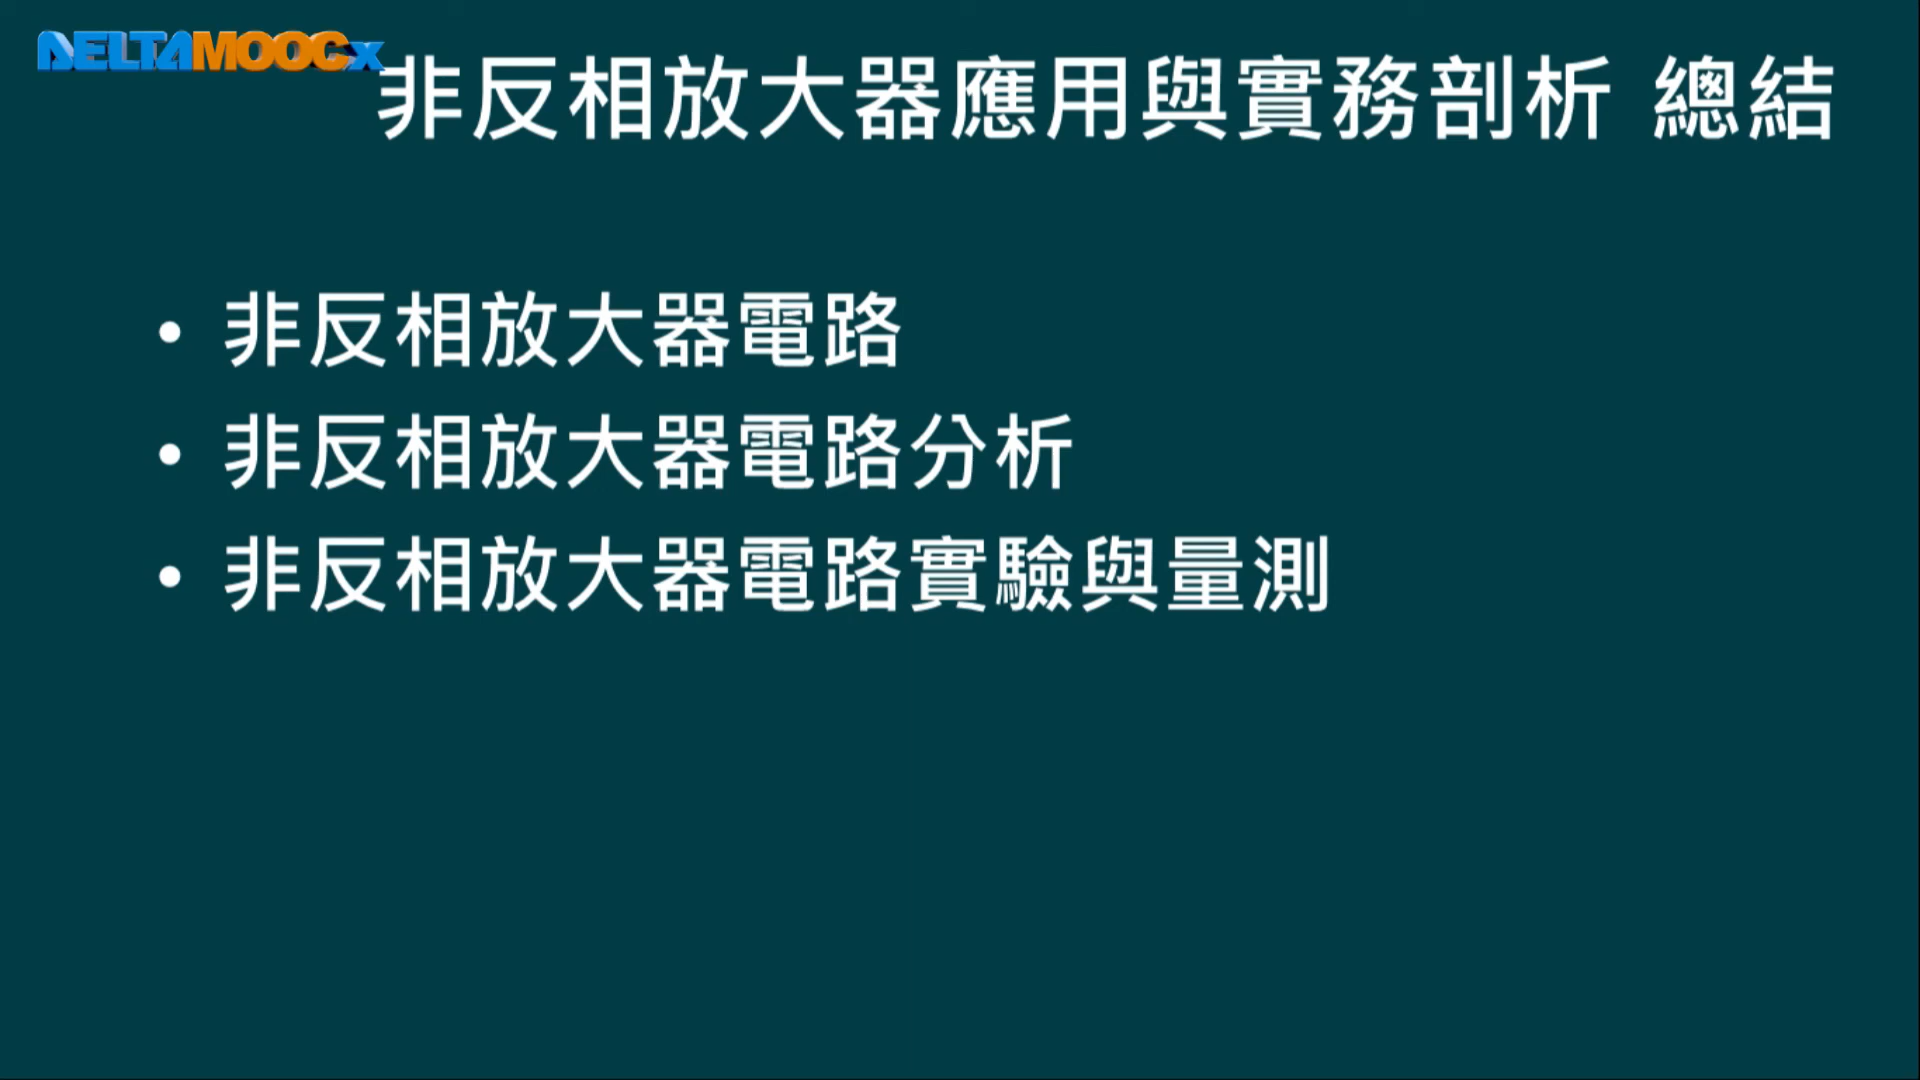 DELTAMOOCx
非反相放大器應用與實務剖析 總結
• 非反相放大器電路
• 非反相放大器電路分析
• 非反相放大器電路實驗與量測